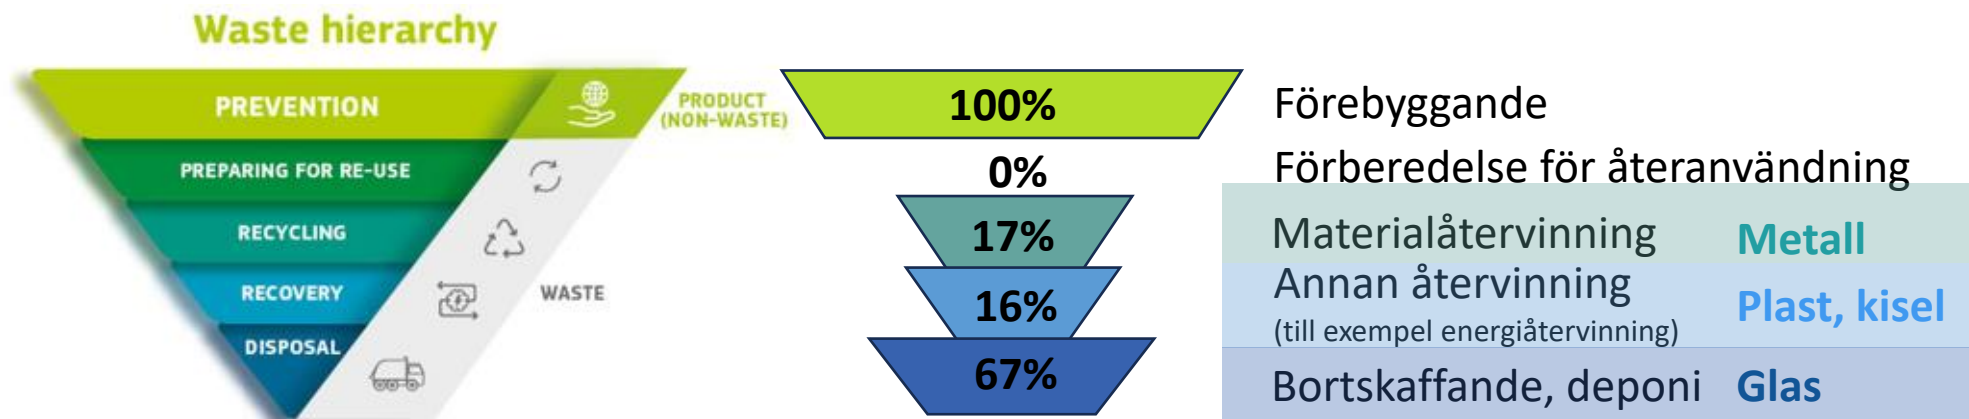 Waste hierarchy
PREVENTION
PRODUCT
(NON-WASTE)
PREPARING FOR RE-USE
RECYCLING
RECOVERY
WASTE
DISPOSAL
100%
Förebyggande
0%
Förberedelse för återanvändning
17%
Materialåtervinning
Metall
16%
Annan återvinning
(till exempel energiåtervinning)
Plast, kisel
67%
Bortskaffande, deponi
Glas